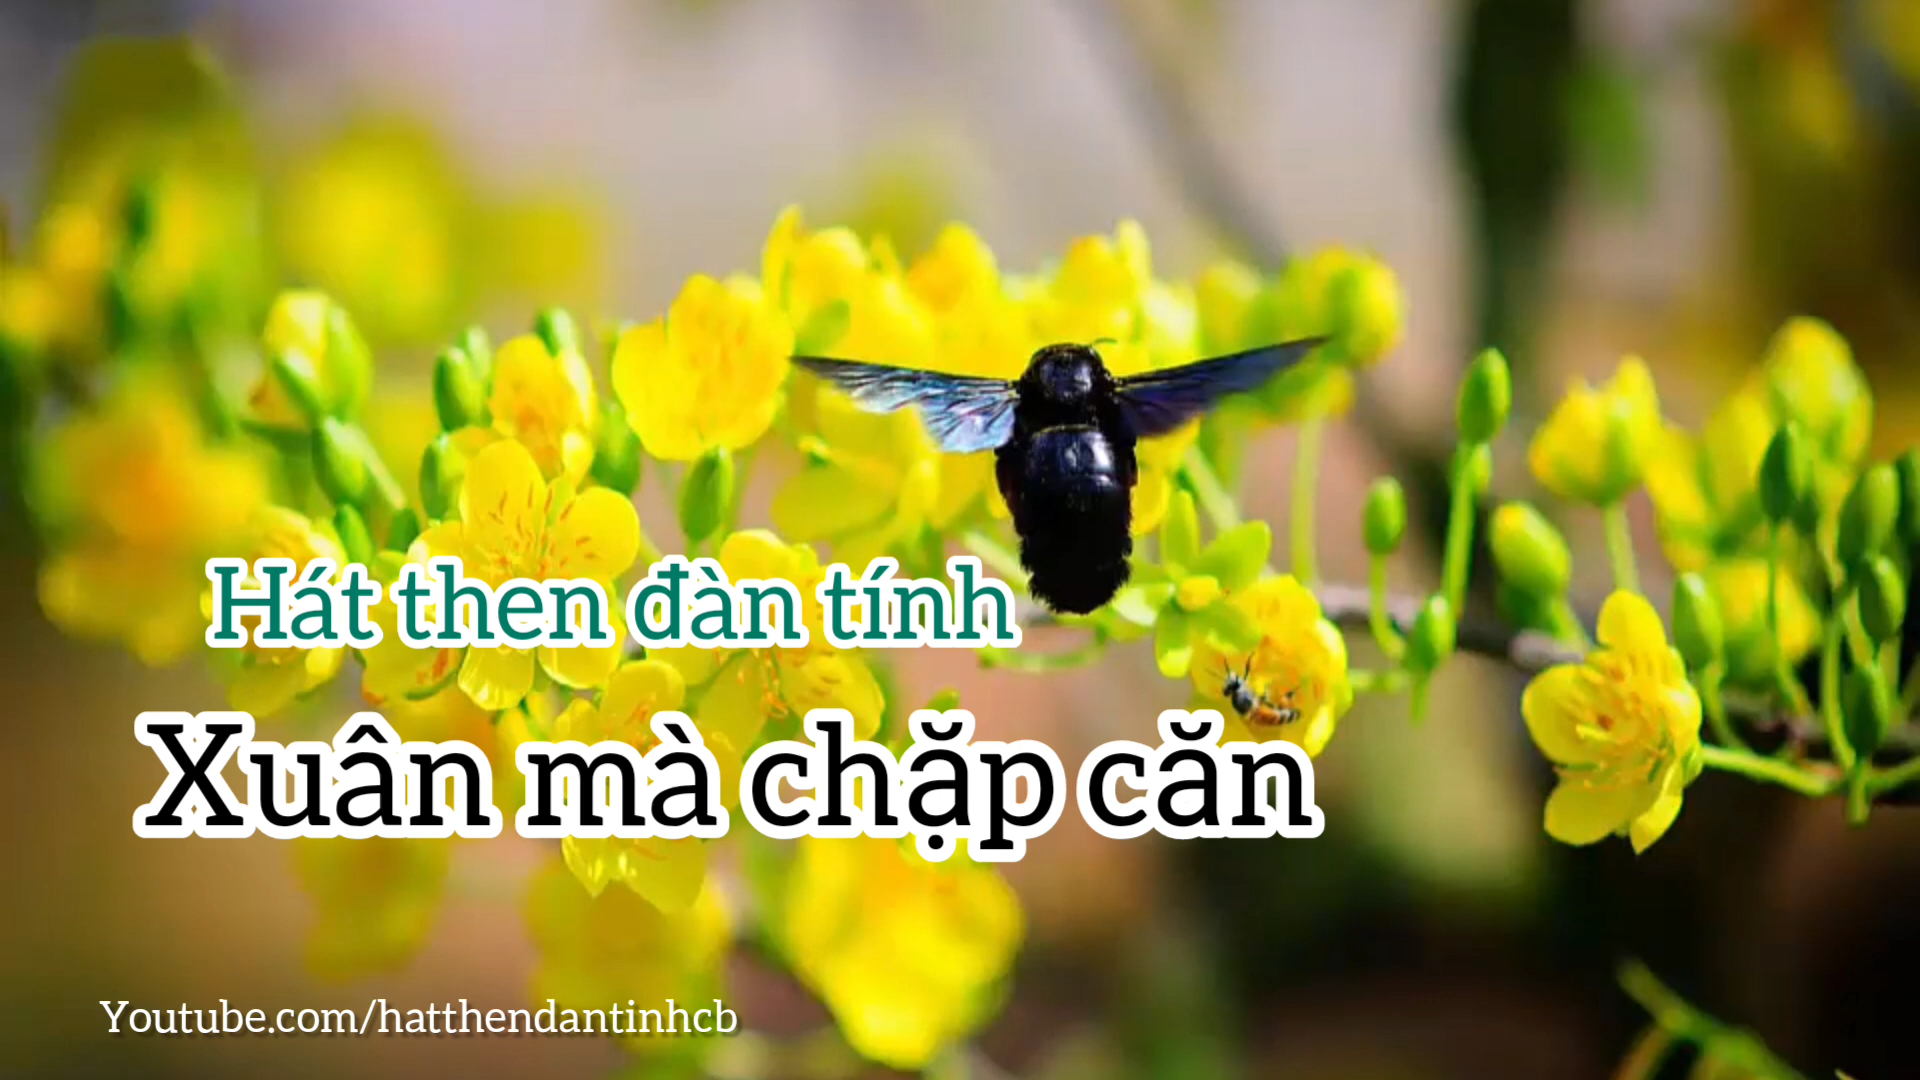 Hát then đàn tính
Xuân mà chặp căn
Youtube.com/hatthendantinhcb